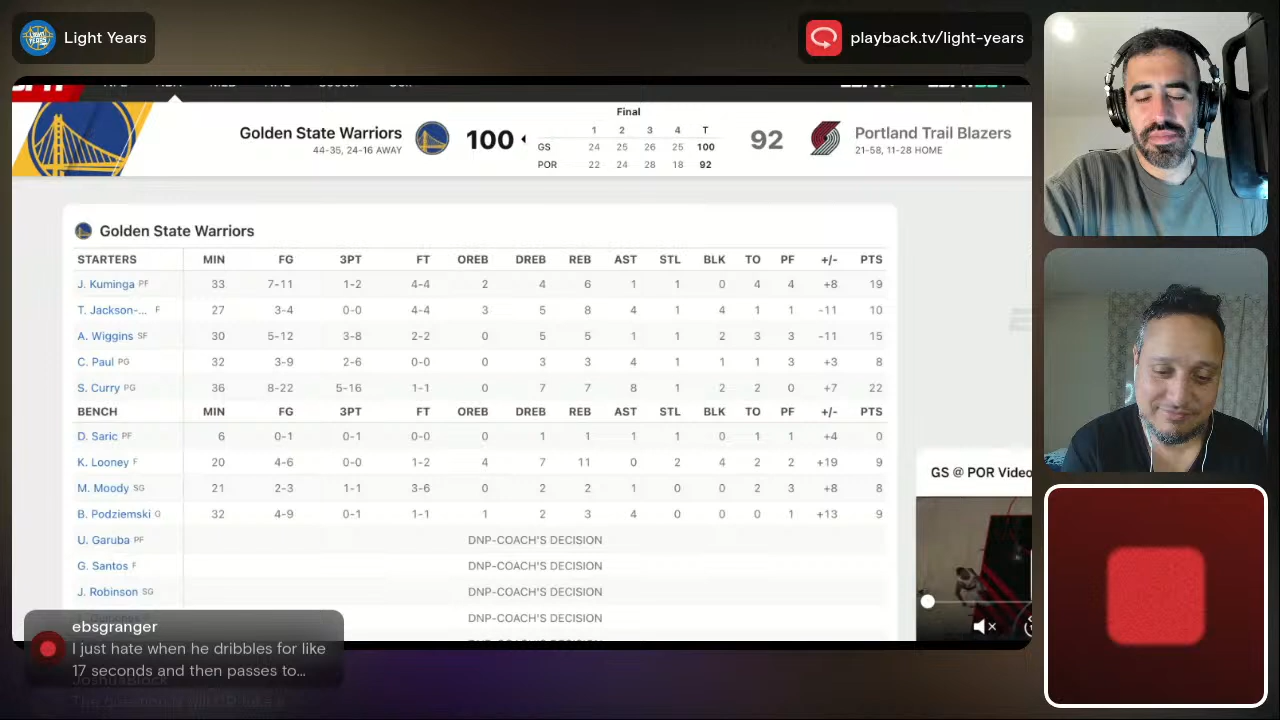 Light Years
playback.tv/light-years
Final
Golden State Warriors
44-35, 24-16 AWAY
100
1 2 3 4 T
GS 24 25 26 25 100
POR 22 24 28 18 92
92
Portland Trail Blazers
21-58, 11-28 HOME
Golden State Warriors
STARTERS MIN FG 3PT FT OREB DREB REB AST STL BLK TO PF +/- PTS
J. Kuminga PF 33 7-11 1-2 4-4 2 4 6 1 1 0 4 4 +8 19
T. Jackson-... F 27 3-4 0-0 4-4 3 5 8 4 1 4 1 1 -11 10
A. Wiggins SF 30 5-12 3-8 2-2 0 5 5 1 1 2 3 3 -11 15
C. Paul PG 32 3-9 2-6 0-0 0 3 3 4 1 1 1 3 +3 8
S. Curry PG 36 8-22 5-16 1-1 0 7 7 8 1 2 2 0 +7 22
BENCH MIN FG 3PT FT OREB DREB REB AST STL BLK TO PF +/- PTS
D. Saric PF 6 0-1 0-1 0-0 0 1 1 1 1 0 1 1 +4 0
K. Looney F 20 4-6 0-0 1-2 4 7 11 0 2 4 2 2 +19 9
M. Moody SG 21 2-3 1-1 3-6 0 2 2 1 0 0 2 3 +8 8
B. Podziemski G 32 4-9 0-1 1-1 1 2 3 4 0 0 0 1 +13 9
U. Garuba PF DNP-COACH'S DECISION
G. Santos F DNP-COACH'S DECISION
J. Robinson SG DNP-COACH'S DECISION
DNP-COACH'S DECISION
GS @ POR Video
ebsgranger
I just hate when he dribbles for like
17 seconds and then passes to...